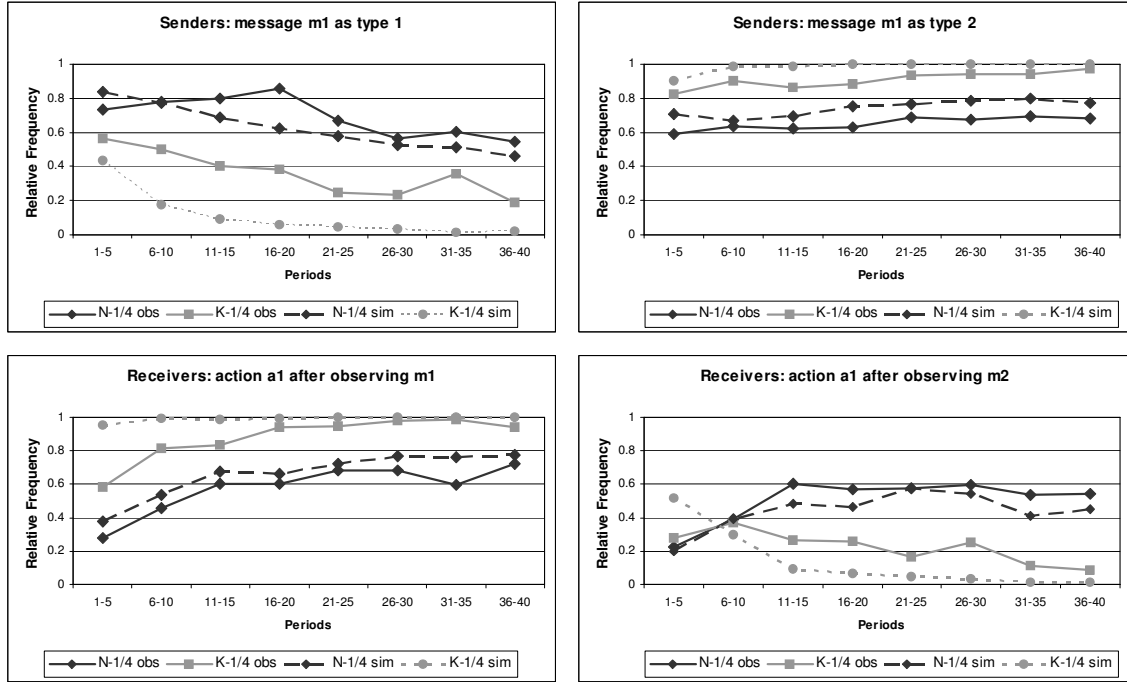 Senders: message m1 as type 1
Relative Frequency
1
0.8
0.6
0.4
0.2
0
1-5 6-10 11-15 16-20 21-25 26-30 31-35 36-40
Periods
N-1/4 obs K-1/4 obs N-1/4 sim K-1/4 sim
Senders: message m1 as type 2
Relative Frequency
1
0.8
0.6
0.4
0.2
0
1-5 6-10 11-15 16-20 21-25 26-30 31-35 36-40
Periods
N-1/4 obs K-1/4 obs N-1/4 sim K-1/4 sim
Receivers: action a1 after observing m1
Relative Frequency
1
0.8
0.6
0.4
0.2
0
1-5 6-10 11-15 16-20 21-25 26-30 31-35 36-40
Periods
N-1/4 obs K-1/4 obs N-1/4 sim K-1/4 sim
Receivers: action a1 after observing m2
Relative Frequency
1
0.8
0.6
0.4
0.2
0
1-5 6-10 11-15 16-20 21-25 26-30 31-35 36-40
Periods
N-1/4 obs K-1/4 obs N-1/4 sim K-1/4 sim